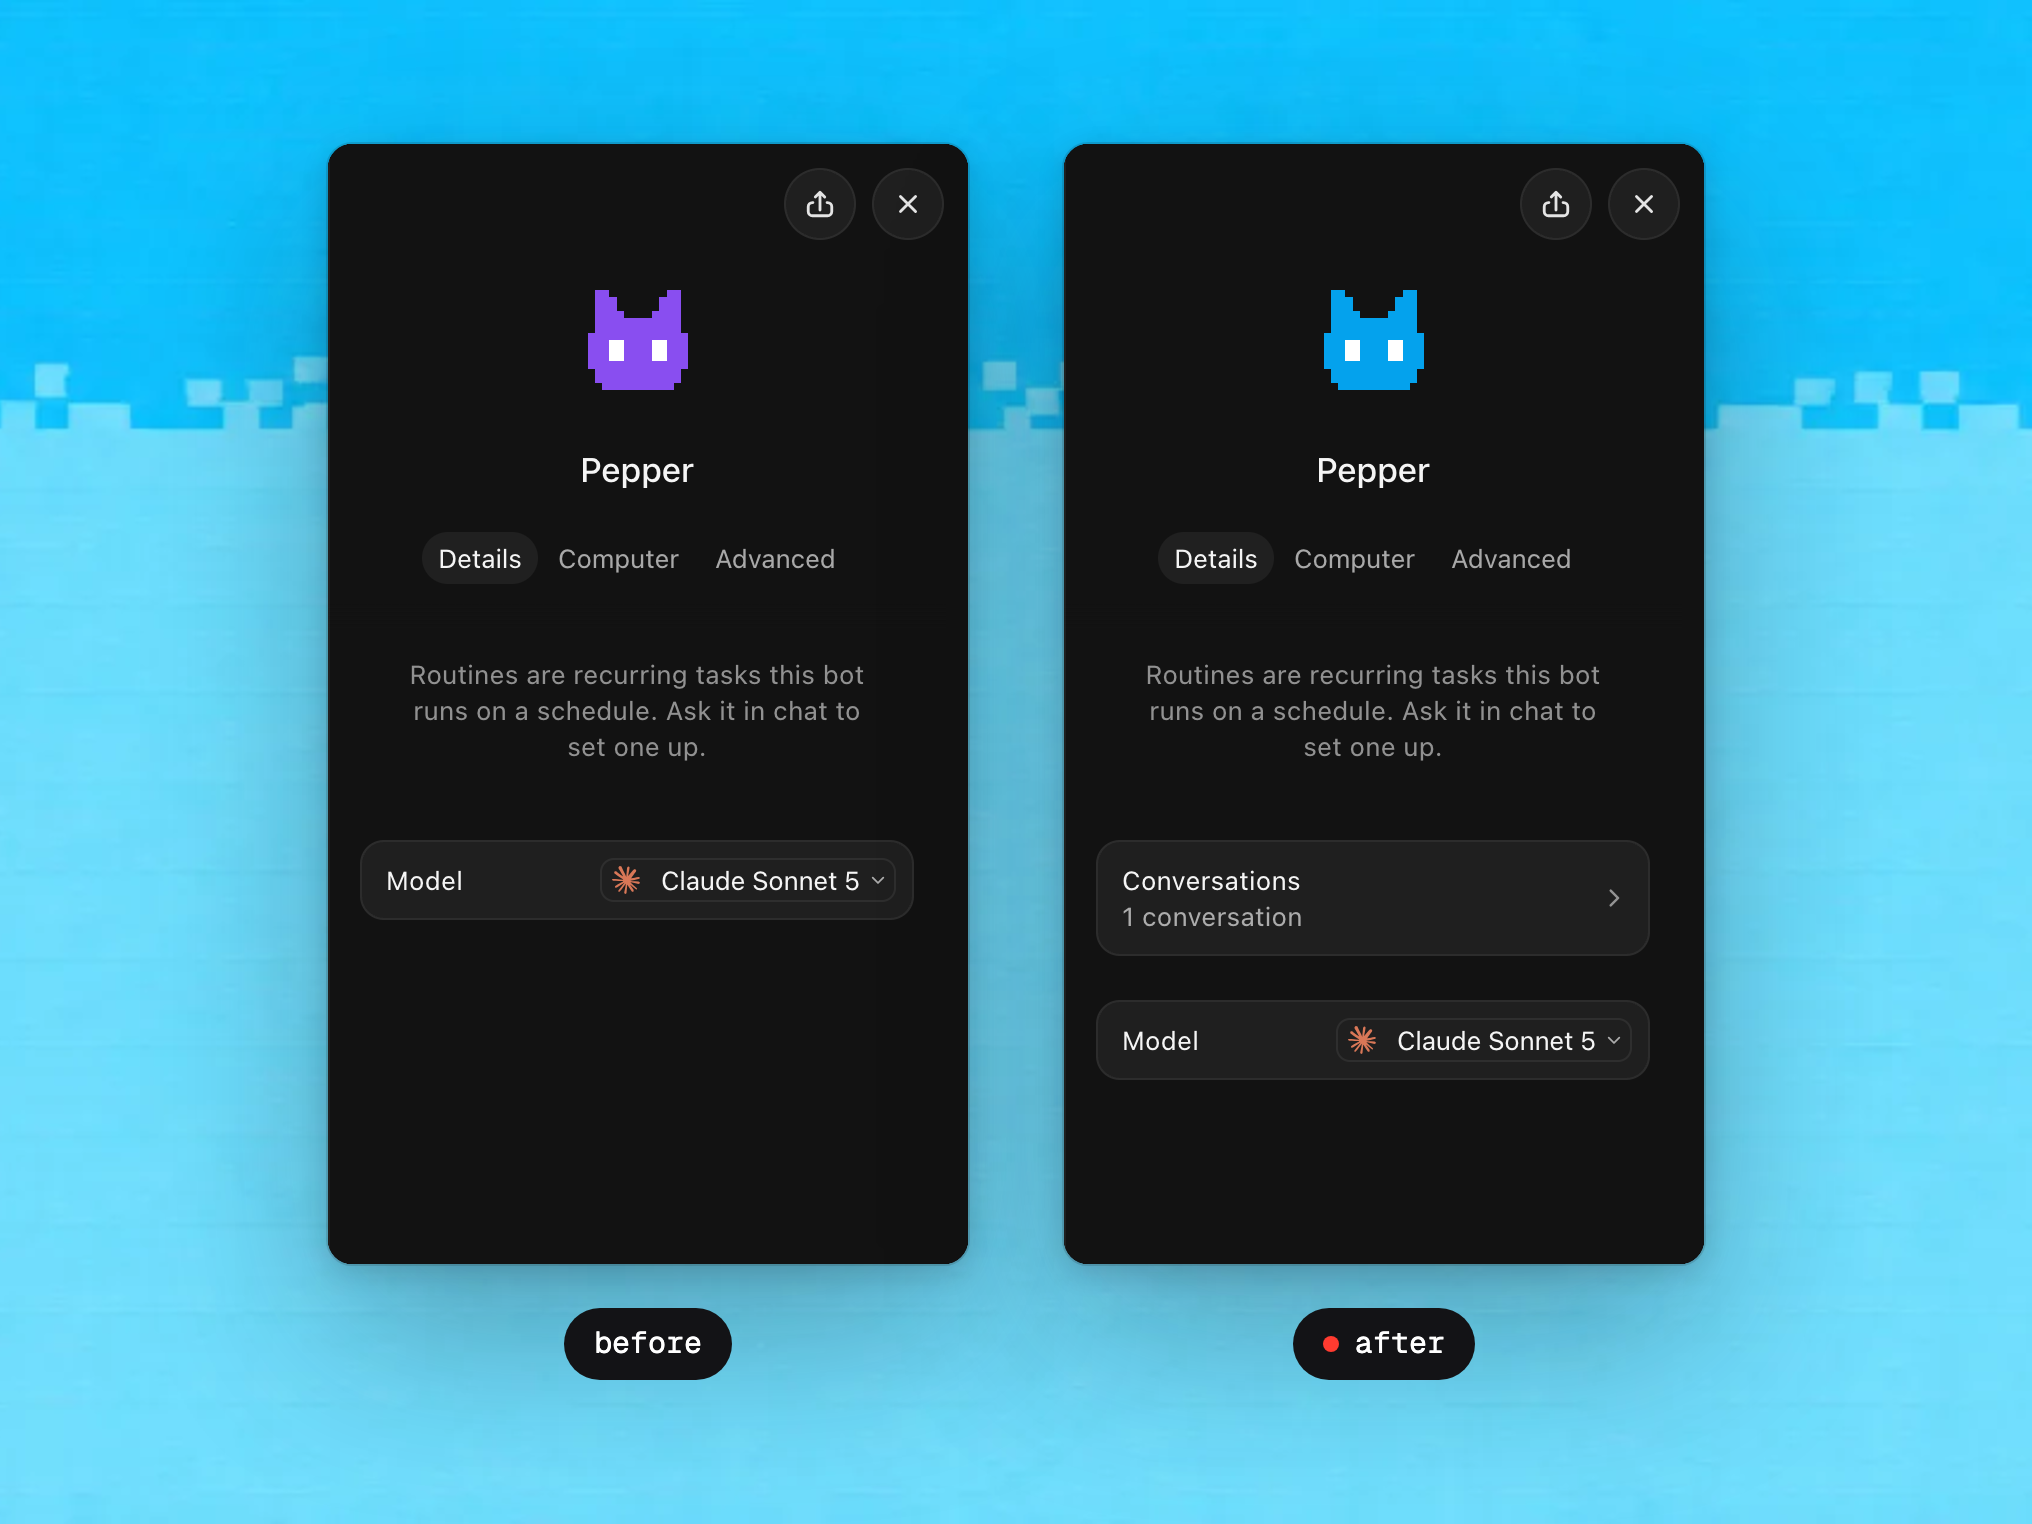 Pepper
Details Computer Advanced
Routines are recurring tasks this bot
runs on a schedule. Ask it in chat to
set one up.
Model Claude Sonnet 5
before
Pepper
Details Computer Advanced
Routines are recurring tasks this bot
runs on a schedule. Ask it in chat to
set one up.
Conversations
1 conversation
Model Claude Sonnet 5
after